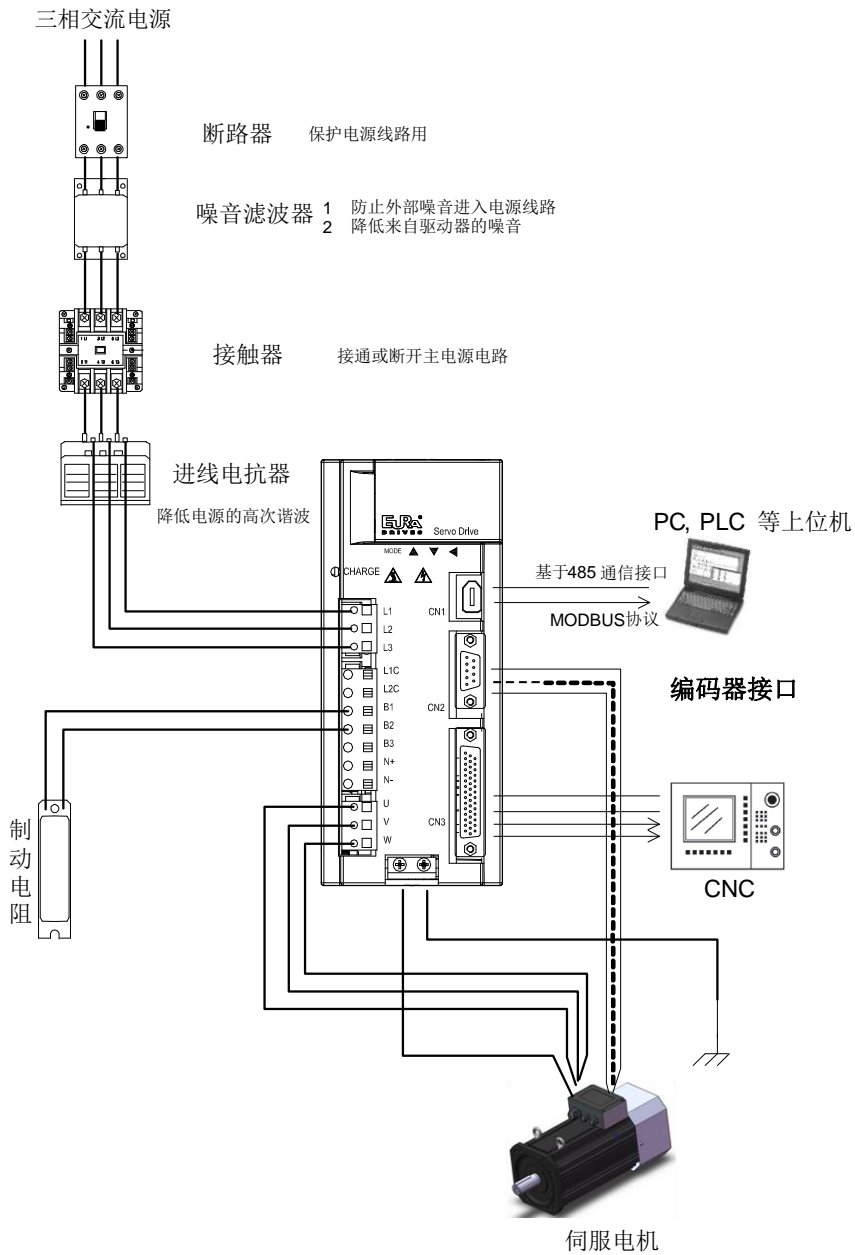 三相交流电源
断路器 保护电源线路用
噪音滤波器 1 防止外部噪音进入电源线路
2 降低来自驱动器的噪音
接触器 接通或断开主电源电路
进线电抗器
降低电源的高次谐波
EURA
DRIVES
Servo Drive
MODE
CHARGE
L1
L2
L3
L1C
L2C
B1
B2
B3
N+
N-
U
V
W
CN1
CN2
CN3
PC, PLC 等上位机
基于485 通信接口
MODBUS协议
编码器接口
CNC
制动电阻
伺服电机